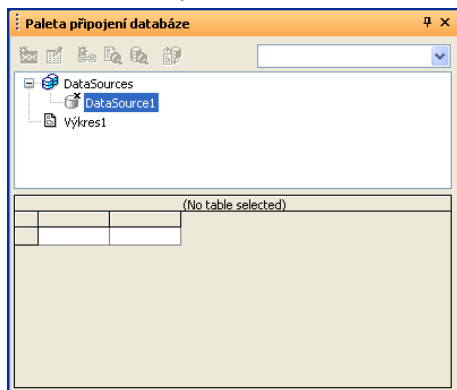 Paleta připojení databáze
DataSources
DataSource1
Výkres1
(No table selected)